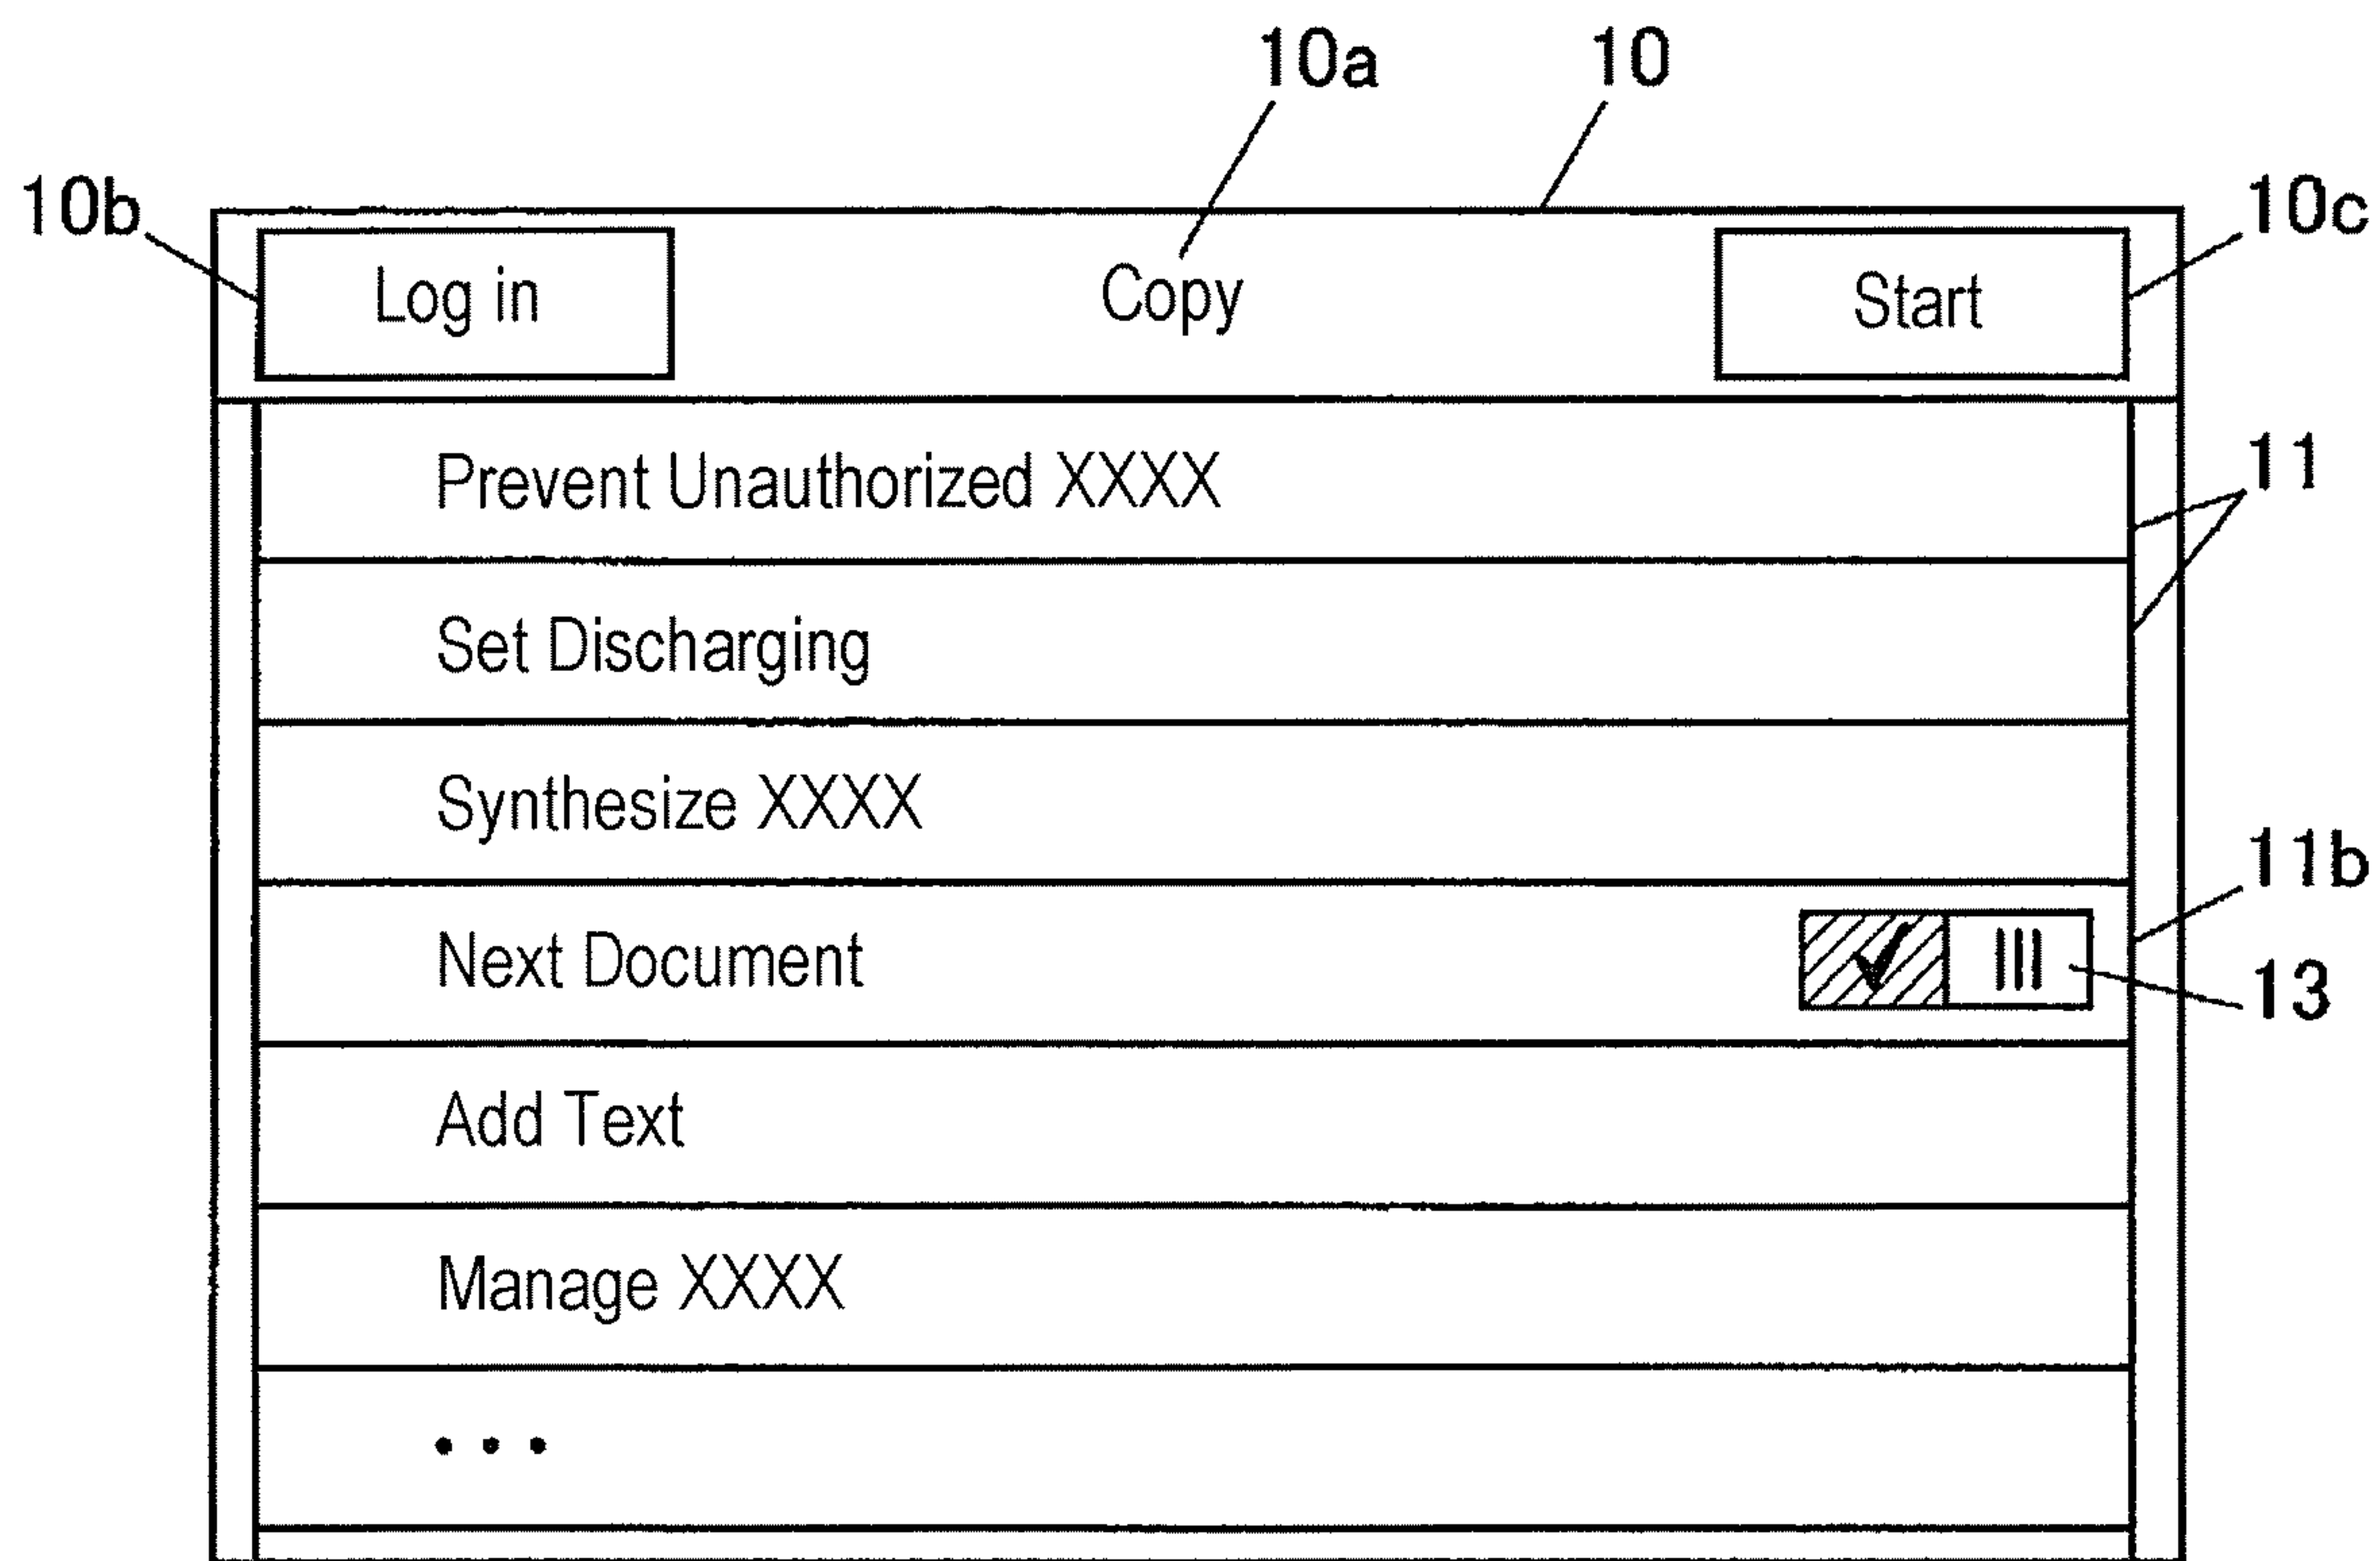 10a 10
10b 10c
Log in Copy Start
Prevent Unauthorized XXXX
11
Set Discharging
Synthesize XXXX
11b
Next Document
13
Add Text
Manage XXXX
• • •